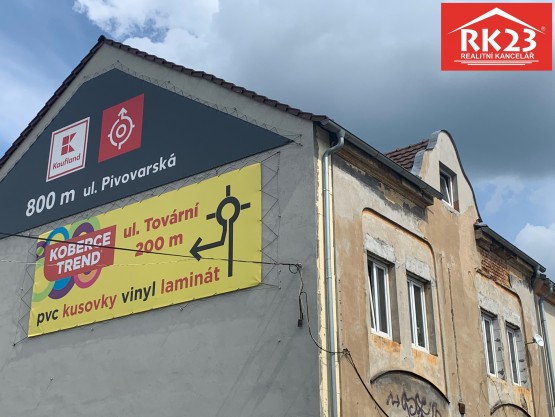 RK23
REALITNÍ KANCELÁŘ
Kaufland
800 m ul. Pivovarská
KOBERCE
TREND
ul. Tovární
200 m
pvc kusovky vinyl laminát